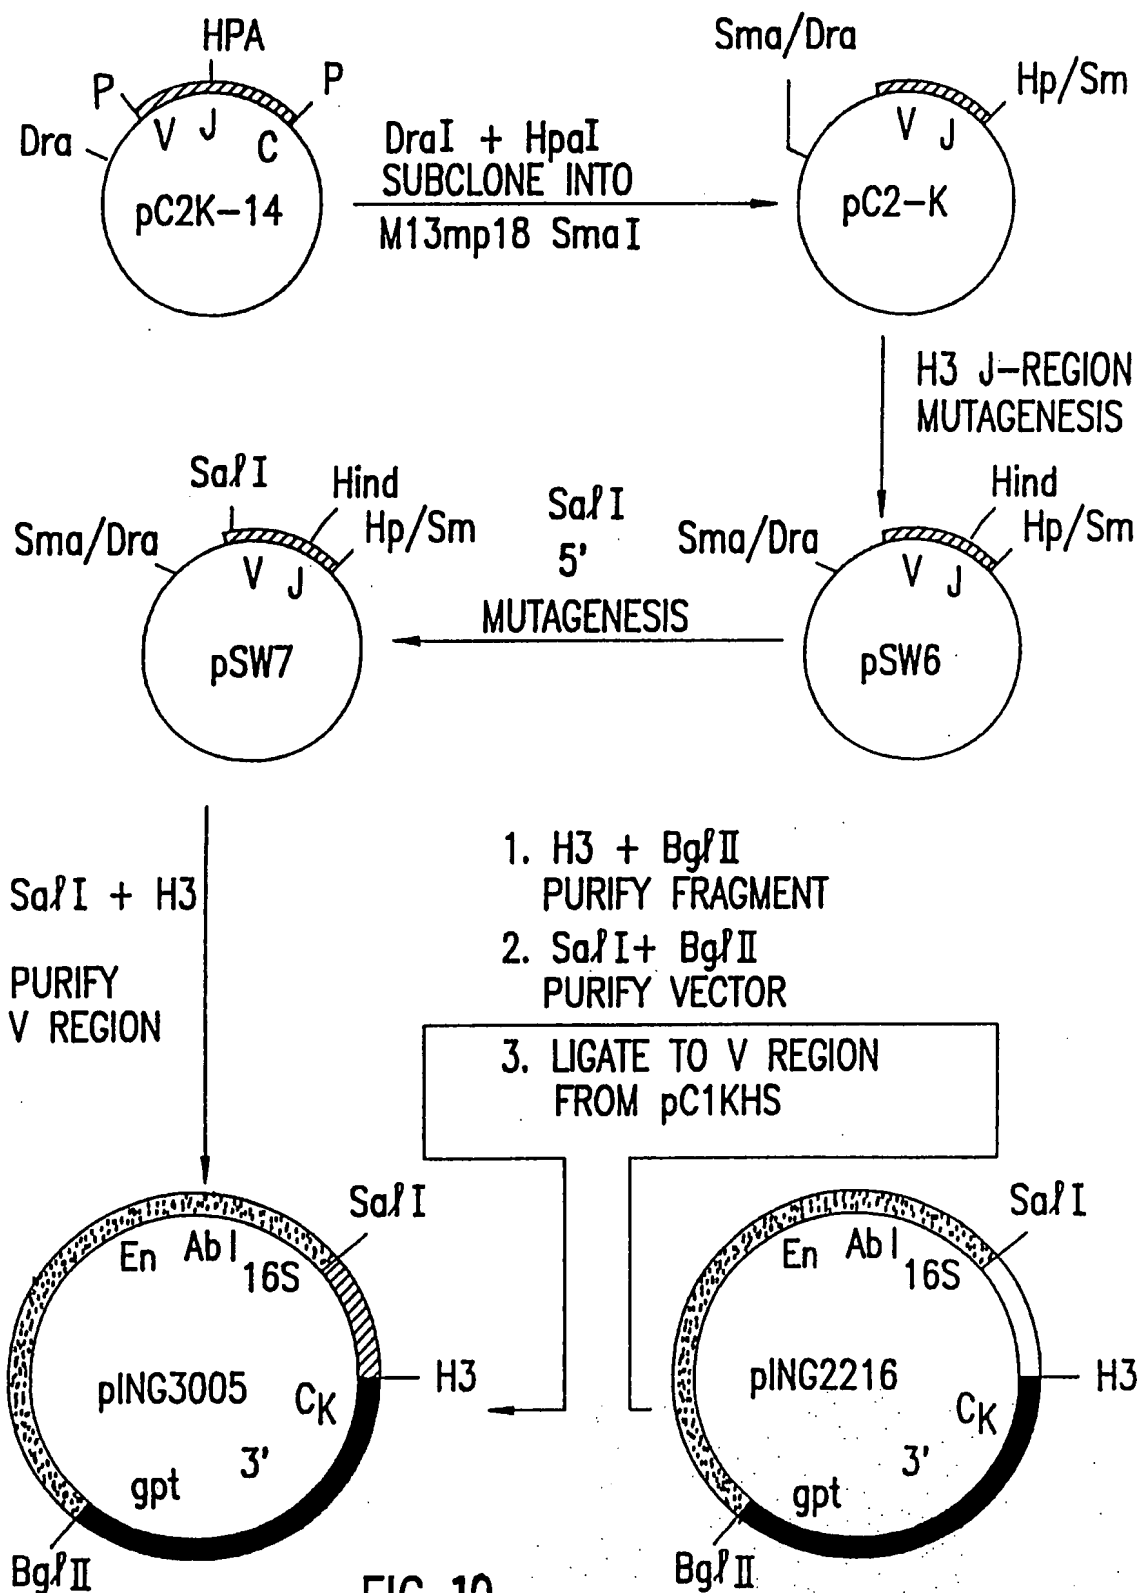 HPA
P
P
Dra
V
J
C
pC2K-14
DraI + HpaI
SUBCLONE INTO
M13mp18 SmaI
Sma/Dra
Hp/Sm
V
J
pC2-K
H3 J-REGION
MUTAGENESIS
SalI
Hind
Hp/Sm
Sma/Dra
V
J
pSW7
SalI
5'
MUTAGENESIS
Hind
Hp/Sm
Sma/Dra
V
J
pSW6
SalI + H3
PURIFY
V REGION
1. H3 + BglII
PURIFY FRAGMENT
2. SalI+ BglII
PURIFY VECTOR
3. LIGATE TO V REGION
FROM pC1KHS
SalI
En
AbI
16S
pING3005
H3
CK
3'
gpt
BglII
SalI
En
AbI
16S
pING2216
H3
CK
3'
gpt
BglII
FIG. 10